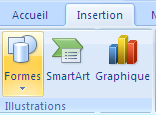 Accueil Insertion
Formes SmartArt Graphique
Illustrations